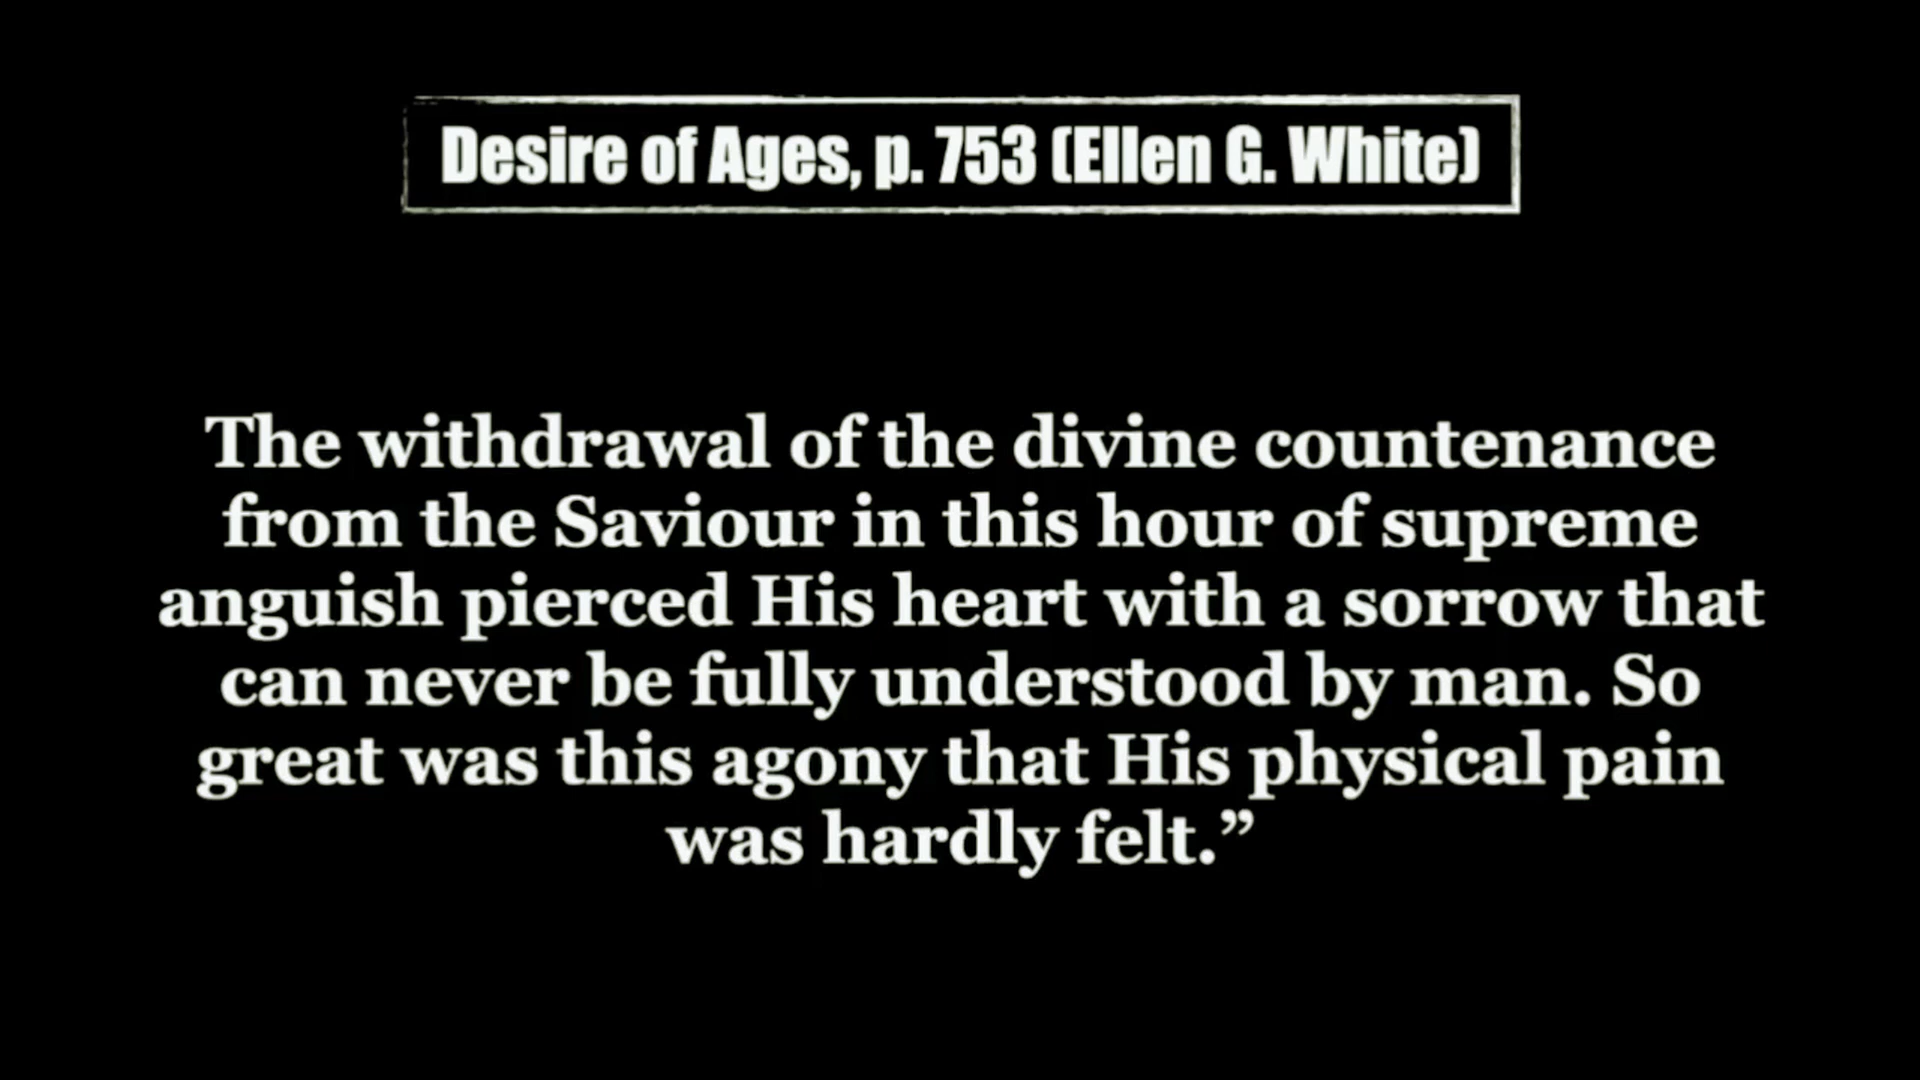 Desire of Ages, p. 753 (Ellen G. White)
The withdrawal of the divine countenance
from the Saviour in this hour of supreme
anguish pierced His heart with a sorrow that
can never be fully understood by man. So
great was this agony that His physical pain
was hardly felt.”